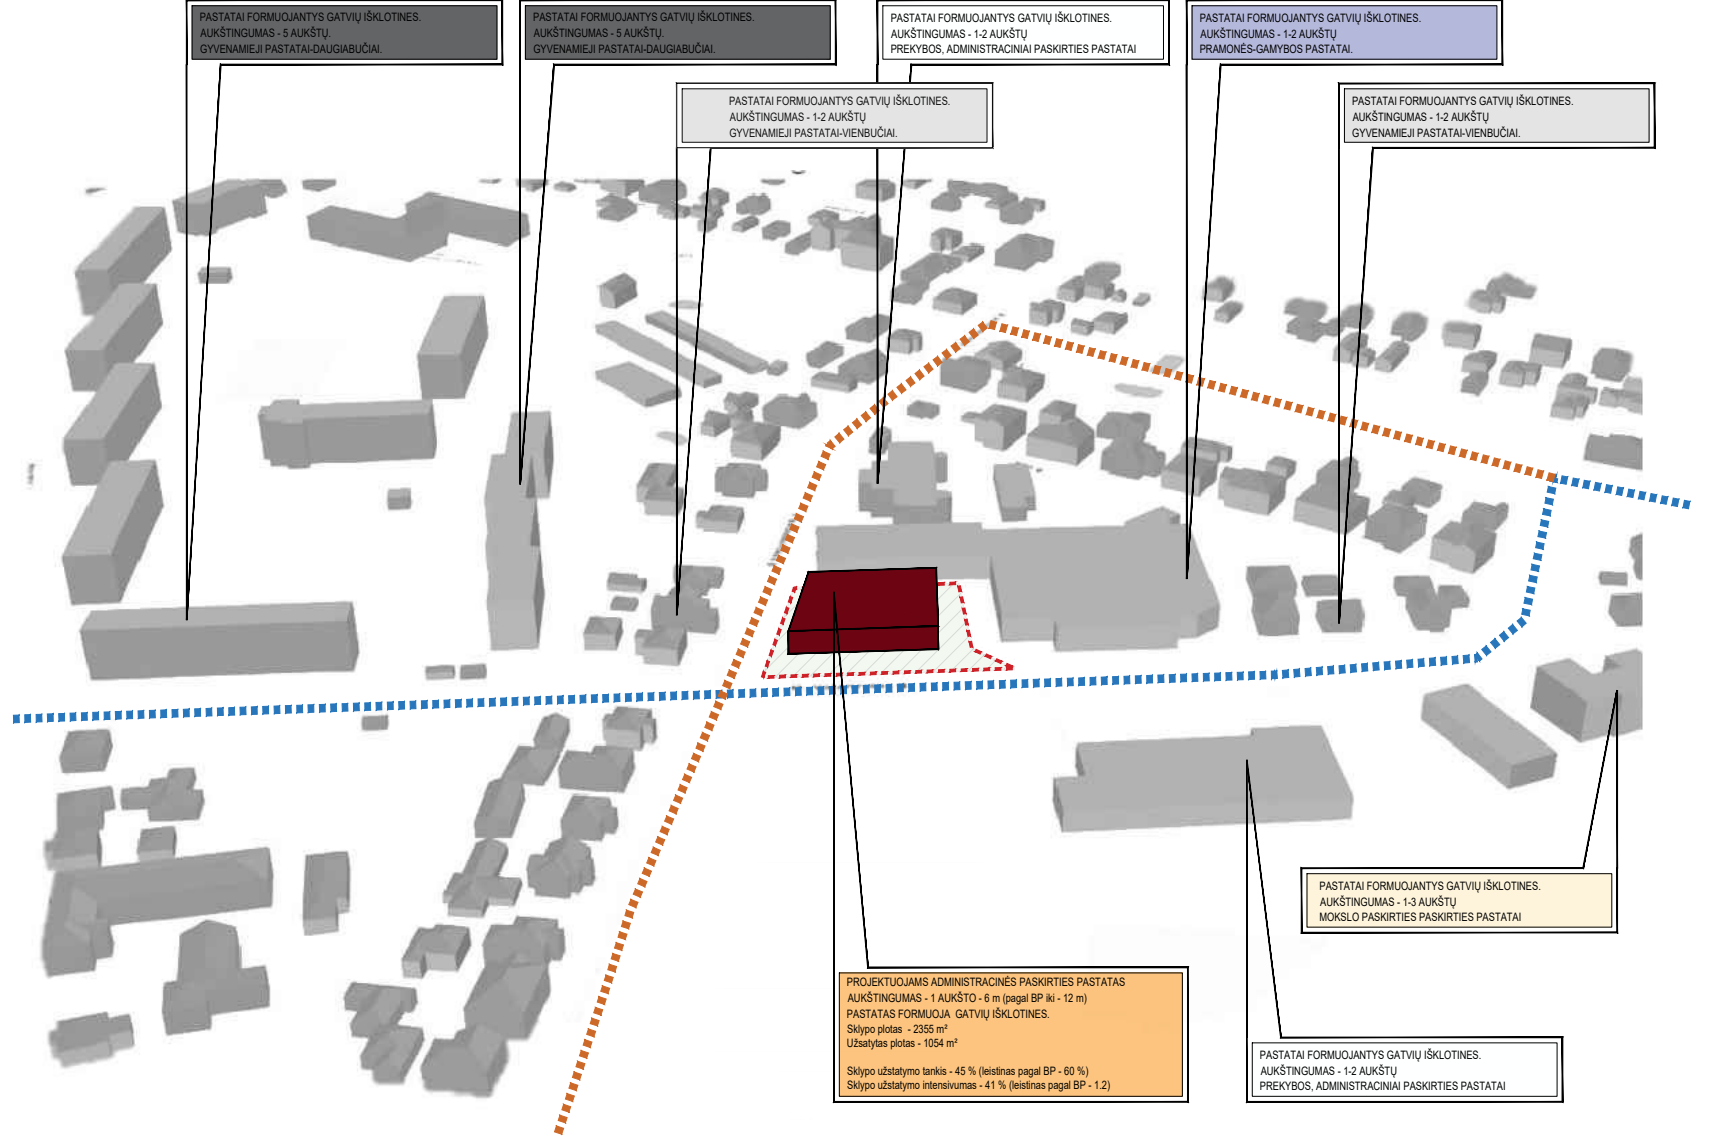 PASTATAI FORMUOJANTYS GATVIŲ IŠKLOTINES.
AUKŠTINGUMAS - 5 AUKŠTŲ.
GYVENAMIEJI PASTATAI-DAUGIABUČIAI.
PASTATAI FORMUOJANTYS GATVIŲ IŠKLOTINES.
AUKŠTINGUMAS - 5 AUKŠTŲ.
GYVENAMIEJI PASTATAI-DAUGIABUČIAI.
PASTATAI FORMUOJANTYS GATVIŲ IŠKLOTINES.
AUKŠTINGUMAS - 1-2 AUKŠTŲ
PREKYBOS, ADMINISTRACINIAI PASKIRTIES PASTATAI
PASTATAI FORMUOJANTYS GATVIŲ IŠKLOTINES.
AUKŠTINGUMAS - 1-2 AUKŠTŲ
PRAMONĖS-GAMYBOS PASTATAI.
PASTATAI FORMUOJANTYS GATVIŲ IŠKLOTINES.
AUKŠTINGUMAS - 1-2 AUKŠTŲ
GYVENAMIEJI PASTATAI-VIENBUČIAI.
PASTATAI FORMUOJANTYS GATVIŲ IŠKLOTINES.
AUKŠTINGUMAS - 1-2 AUKŠTŲ
GYVENAMIEJI PASTATAI-VIENBUČIAI.
PASTATAI FORMUOJANTYS GATVIŲ IŠKLOTINES.
AUKŠTINGUMAS - 1-3 AUKŠTŲ
MOKSLO PASKIRTIES PASKIRTIES PASTATAI
PROJEKTUOJAMS ADMINISTRACINĖS PASKIRTIES PASTATAS
AUKŠTINGUMAS - 1 AUKŠTO - 6 m (pagal BP iki - 12 m)
PASTATAS FORMUOJA GATVIŲ IŠKLOTINES.
Sklypo plotas - 2355 m²
Užsatytas plotas - 1054 m²
Sklypo užstatymo tankis - 45 % (leistinas pagal BP - 60 %)
Sklypo užstatymo intensivumas - 41 % (leistinas pagal BP - 1.2)
PASTATAI FORMUOJANTYS GATVIŲ IŠKLOTINES.
AUKŠTINGUMAS - 1-2 AUKŠTŲ
PREKYBOS, ADMINISTRACINIAI PASKIRTIES PASTATAI